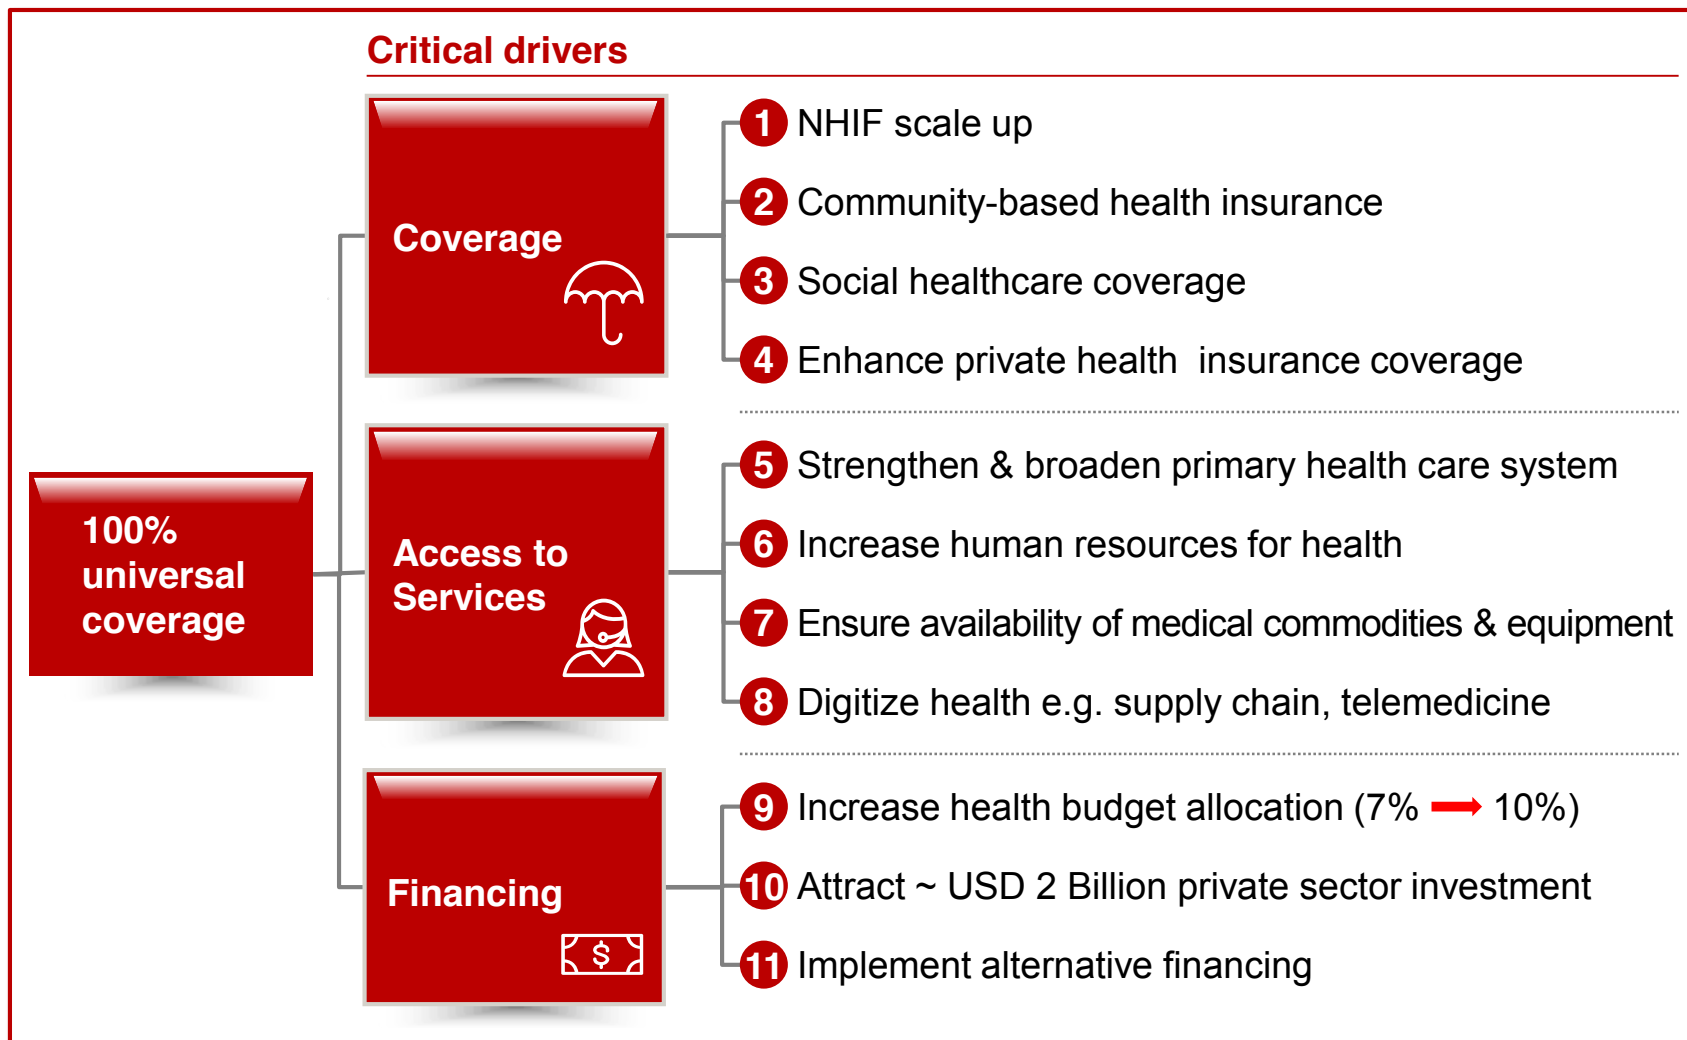 Critical drivers
100%
universal
coverage
Coverage
1 NHIF scale up
2 Community-based health insurance
3 Social healthcare coverage
4 Enhance private health  insurance coverage
Access to
Services
5 Strengthen & broaden primary health care system
6 Increase human resources for health
7 Ensure availability of medical commodities & equipment
8 Digitize health e.g. supply chain, telemedicine
Financing
$
9 Increase health budget allocation (7% ➡ 10%)
10 Attract ~ USD 2 Billion private sector investment
11 Implement alternative financing